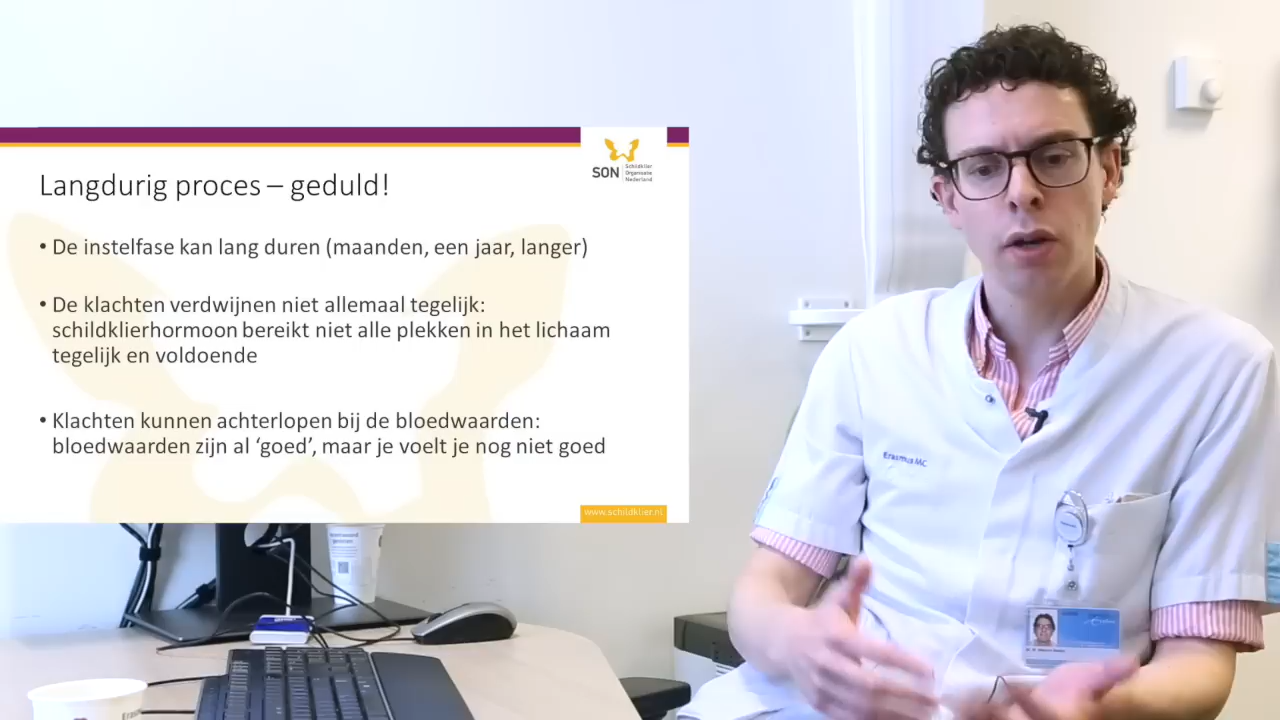 SON
Schildklier
Organisatie
Nederland
Langdurig proces – geduld!
• De instelfase kan lang duren (maanden, een jaar, langer)
• De klachten verdwijnen niet allemaal tegelijk:
schildklierhormoon bereikt niet alle plekken in het lichaam
tegelijk en voldoende
• Klachten kunnen achterlopen bij de bloedwaarden:
bloedwaarden zijn al ‘goed’, maar je voelt je nog niet goed
www.schildklier.nl
Erasmus MC